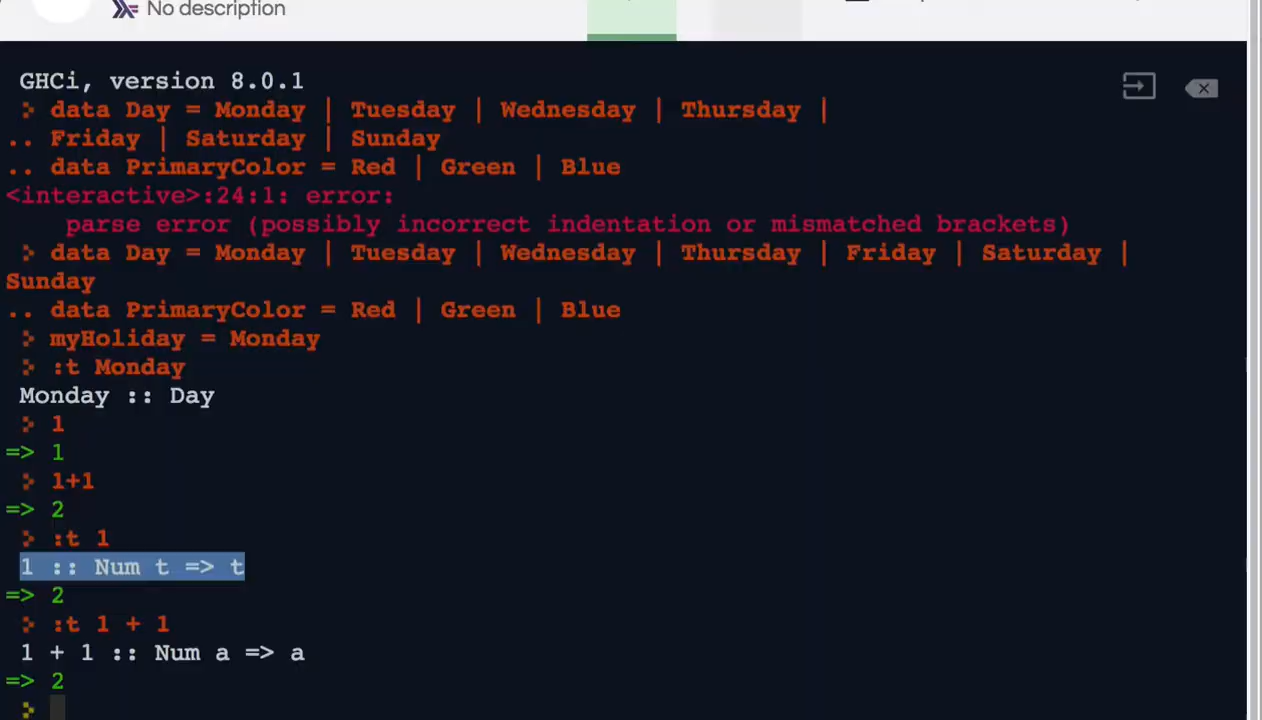 No description
GHCi, version 8.0.1
data Day = Monday | Tuesday | Wednesday | Thursday |
.. Friday | Saturday | Sunday
.. data PrimaryColor = Red | Green | Blue
<interactive>:24:1: error:
parse error (possibly incorrect indentation or mismatched brackets)
data Day = Monday | Tuesday | Wednesday | Thursday | Friday | Saturday |
Sunday
.. data PrimaryColor = Red | Green | Blue
myHoliday = Monday
:t Monday
Monday :: Day
1
=> 1
1+1
=> 2
:t 1
1 :: Num t => t
=> 2
:t 1 + 1
1 + 1 :: Num a => a
=> 2